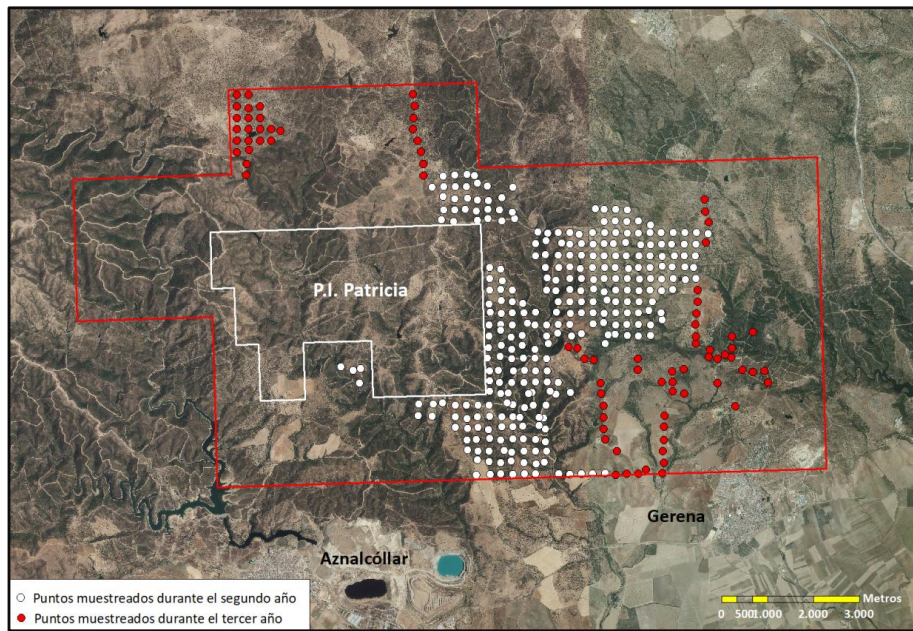 P.I. Patricia
Gerena
Aznalcóllar
Puntos muestreados durante el segundo año
Puntos muestreados durante el tercer año
Metros
0 500 1.000 2.000 3.000